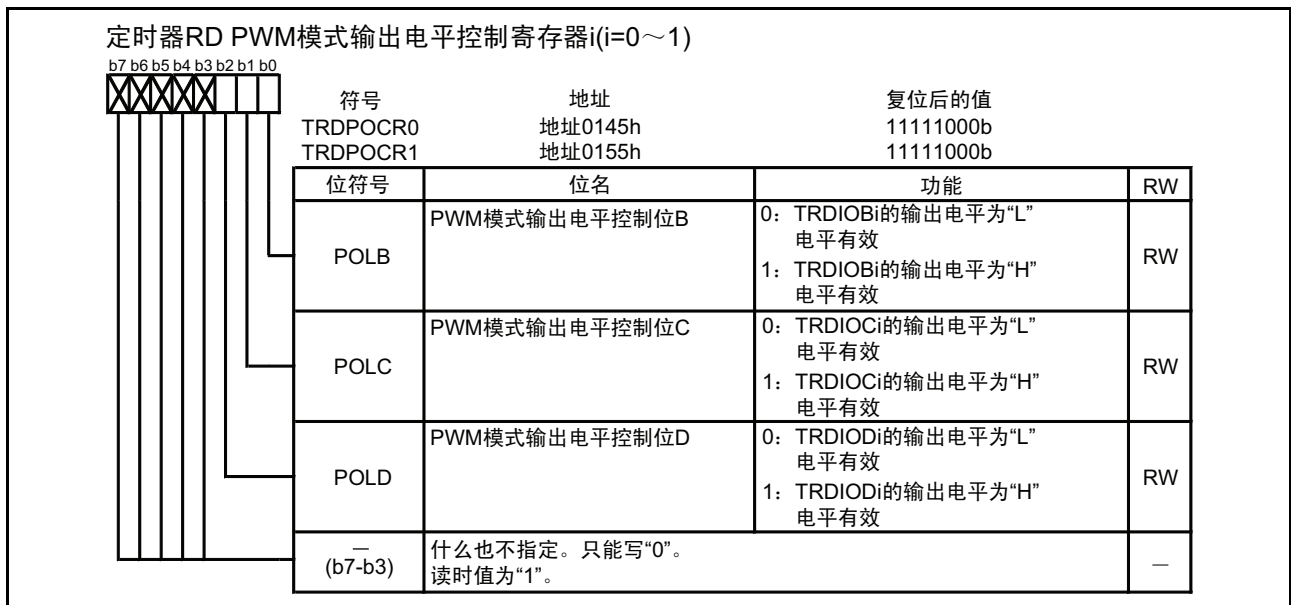 定时器RD PWM模式输出电平控制寄存器i(i=0～1)
b7 b6 b5 b4 b3 b2 b1 b0
符号 地址 复位后的值
TRDPOCR0 地址0145h 11111000b
TRDPOCR1 地址0155h 11111000b
位符号 位名 功能 RW
POLB PWM模式输出电平控制位B 0：TRDIOBi的输出电平为“L”
电平有效
1：TRDIOBi的输出电平为“H”
电平有效 RW
POLC PWM模式输出电平控制位C 0：TRDIOCi的输出电平为“L”
电平有效
1：TRDIOCi的输出电平为“H”
电平有效 RW
POLD PWM模式输出电平控制位D 0：TRDIODi的输出电平为“L”
电平有效
1：TRDIODi的输出电平为“H”
电平有效 RW
—
(b7-b3) 什么也不指定。只能写“0”。
读时值为“1”。 —